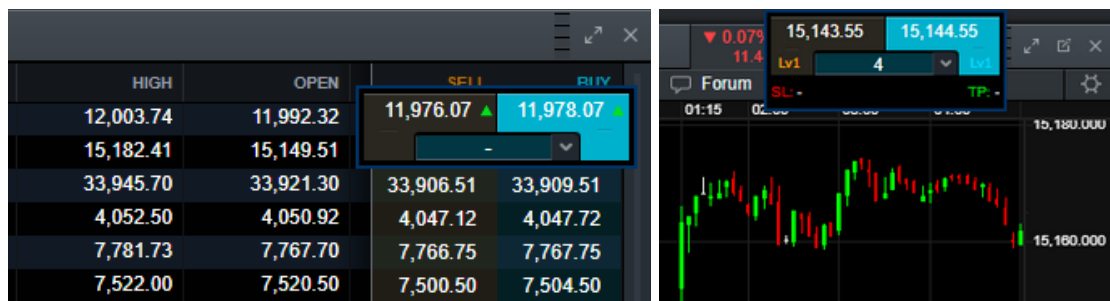 HIGH OPEN SELL BUY
12,003.74 11,992.32 11,976.07 11,978.07
-
15,182.41 15,149.51
33,945.70 33,921.30 33,906.51 33,909.51
4,052.50 4,050.92 4,047.12 4,047.72
7,781.73 7,767.70 7,766.75 7,767.75
7,522.00 7,520.50 7,500.50 7,504.50
▼ 0.07%
11.4
15,143.55 15,144.55
Lv1 4 Lv1
SL: - TP: -
Forum
01:15
15,180.000
15,160.000